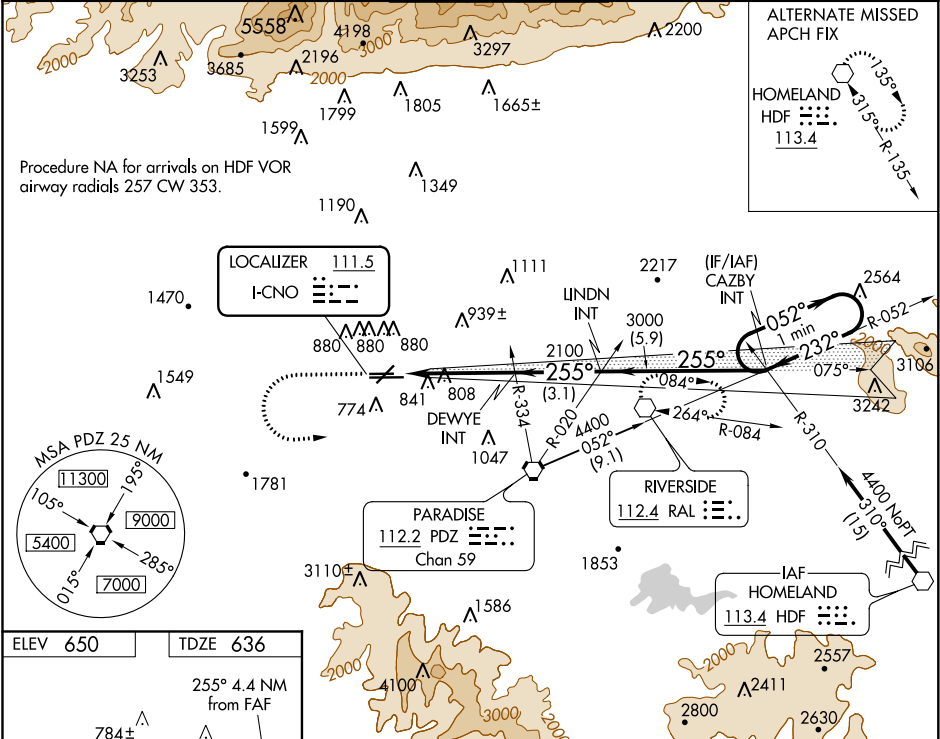 5558
4198
3000
3297
2200
2000
3253
3685
2196
2000
1799
1805
1665±
1599
ALTERNATE MISSED
APCH FIX
135°
HOMELAND
HDF
113.4
315°
R-135
Procedure NA for arrivals on HDF VOR
airway radials 257 CW 353.
1349
1190
LOCALIZER 111.5
I-CNO
1470
1111
939±
2217
LINDN
INT
(IF/IAF)
CAZBY
INT
2564
052°
1 min
R-052
232°
2000
3106
075°
3242
880
880
880
3000
(5.9)
2100
255°
255°
(3.1)
1549
774
841
808
DEWYE
INT
R-334
R-020
084°
264°
R-084
R-310
1047
4400
052°
(9.1)
4400 NoPT
310°
(15)
MSA PDZ 25 NM
11300
195°
105°
9000
5400
285°
015°
7000
1781
PARADISE
112.2 PDZ
Chan 59
RIVERSIDE
112.4 RAL
1853
IAF
HOMELAND
113.4 HDF
3110±
1586
2000
4100
3000
2000
2000
2557
2411
2800
2630
ELEV 650
TDZE 636
255° 4.4 NM
from FAF
784±